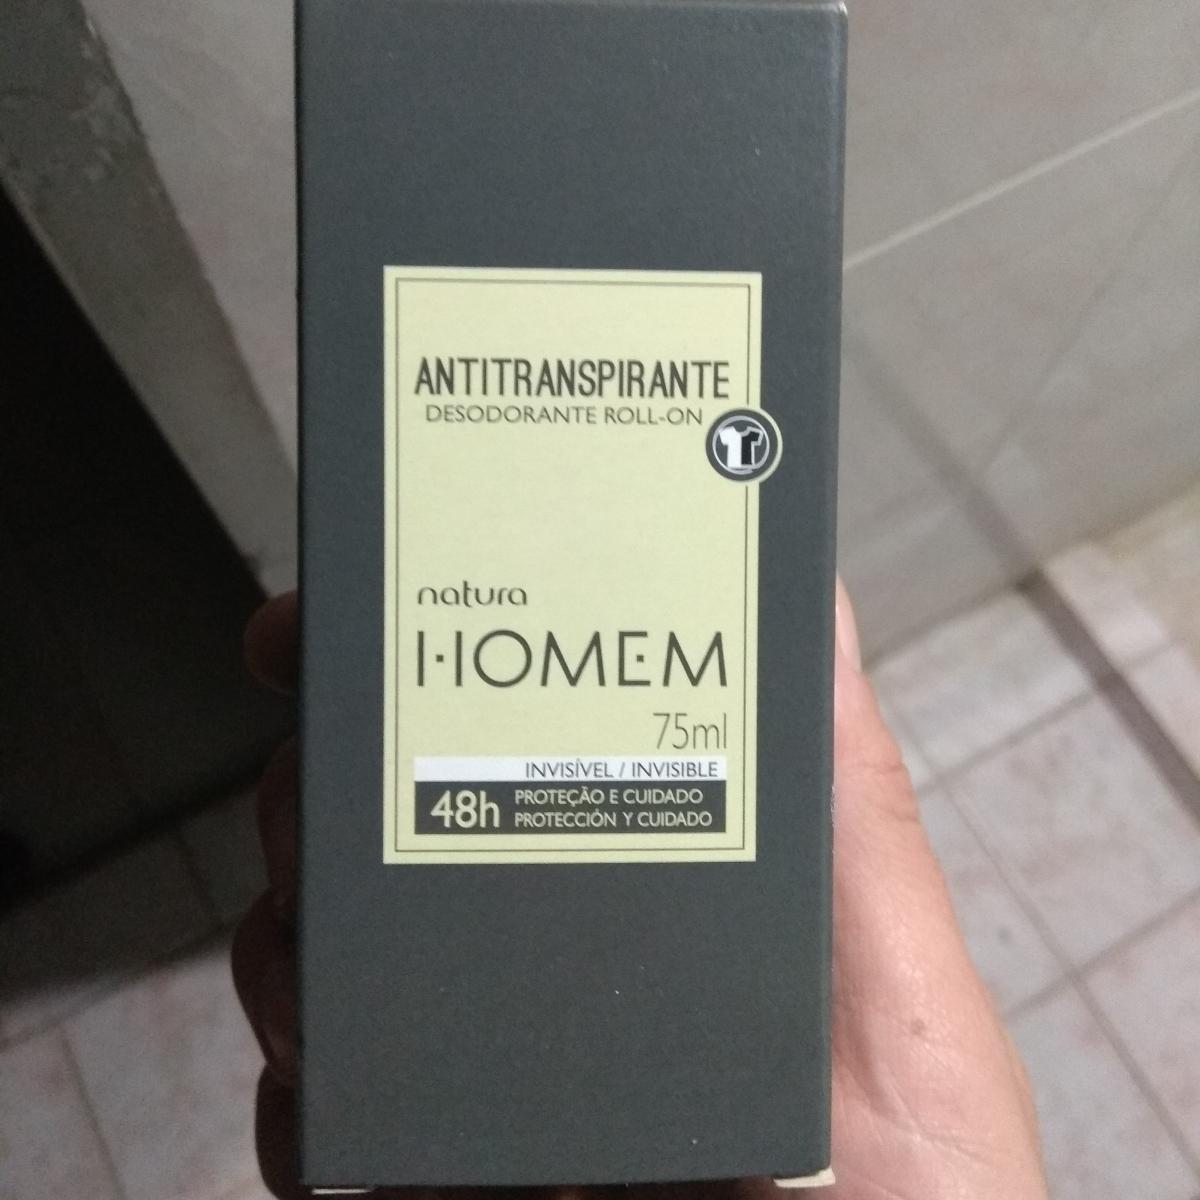 ANTITRANSPIRANTE
DESODORANTE ROLL-ON
natura
HOMEM
75ml
INVISÍVEL / INVISIBLE
48h PROTEÇÃO E CUIDADO
PROTECCIÓN Y CUIDADO